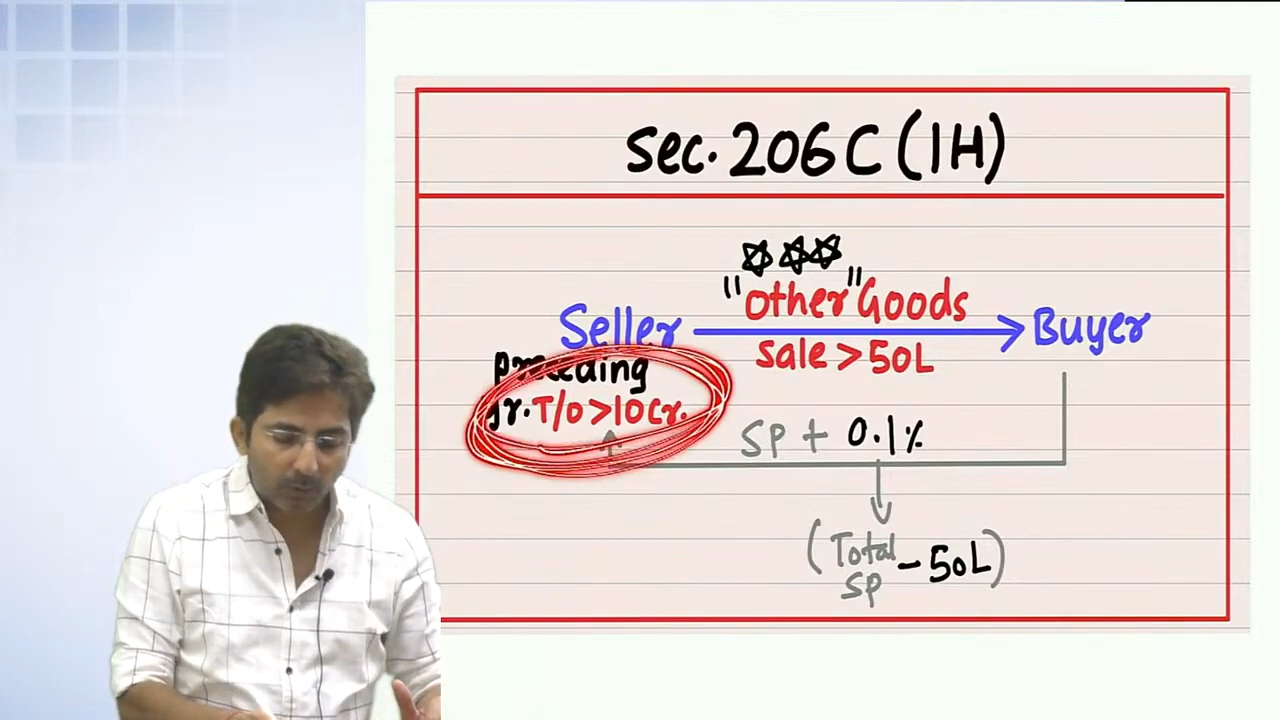 Sec. 206C (1H)
"Other" Goods
Seller
Buyer
Sale > 50L
preceding
yr. T/O > 10Cr.
SP + 0.1%
(Total
SP
- 50L)